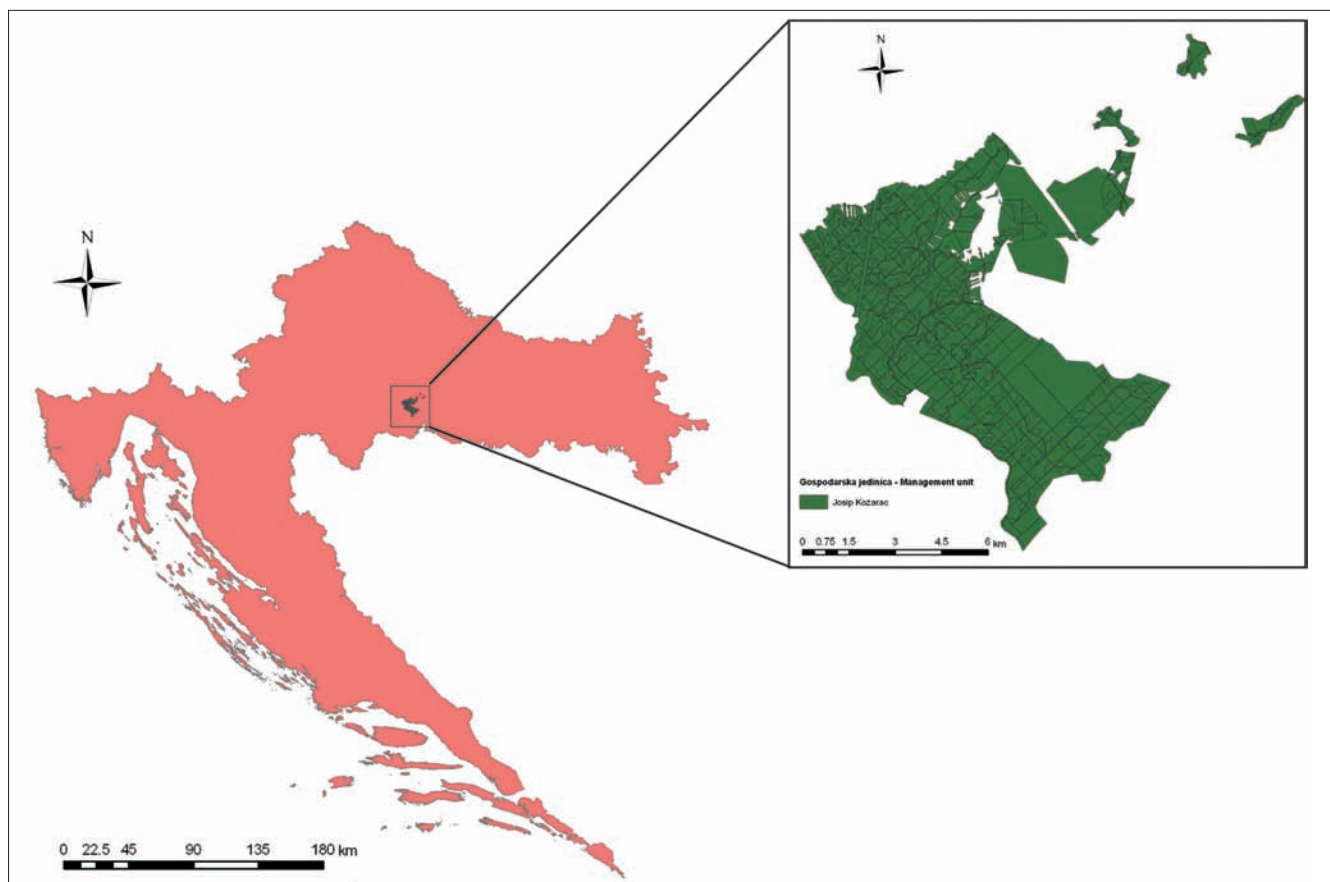 N
N
Gospodarska jedinica - Management unit
Josip Kozarac
0 0.75 1.5 3 4.5 6 km
0 22.5 45 90 135 180 km